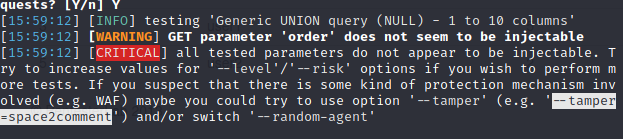 quests? [Y/n] Y
[15:59:12] [INFO] testing 'Generic UNION query (NULL) - 1 to 10 columns'
[15:59:12] [WARNING] GET parameter 'order' does not seem to be injectable
[15:59:12] [CRITICAL] all tested parameters do not appear to be injectable. T
ry to increase values for '--level'/'--risk' options if you wish to perform m
ore tests. If you suspect that there is some kind of protection mechanism inv
olved (e.g. WAF) maybe you could try to use option '--tamper' (e.g. '--tamper
=space2comment') and/or switch '--random-agent'